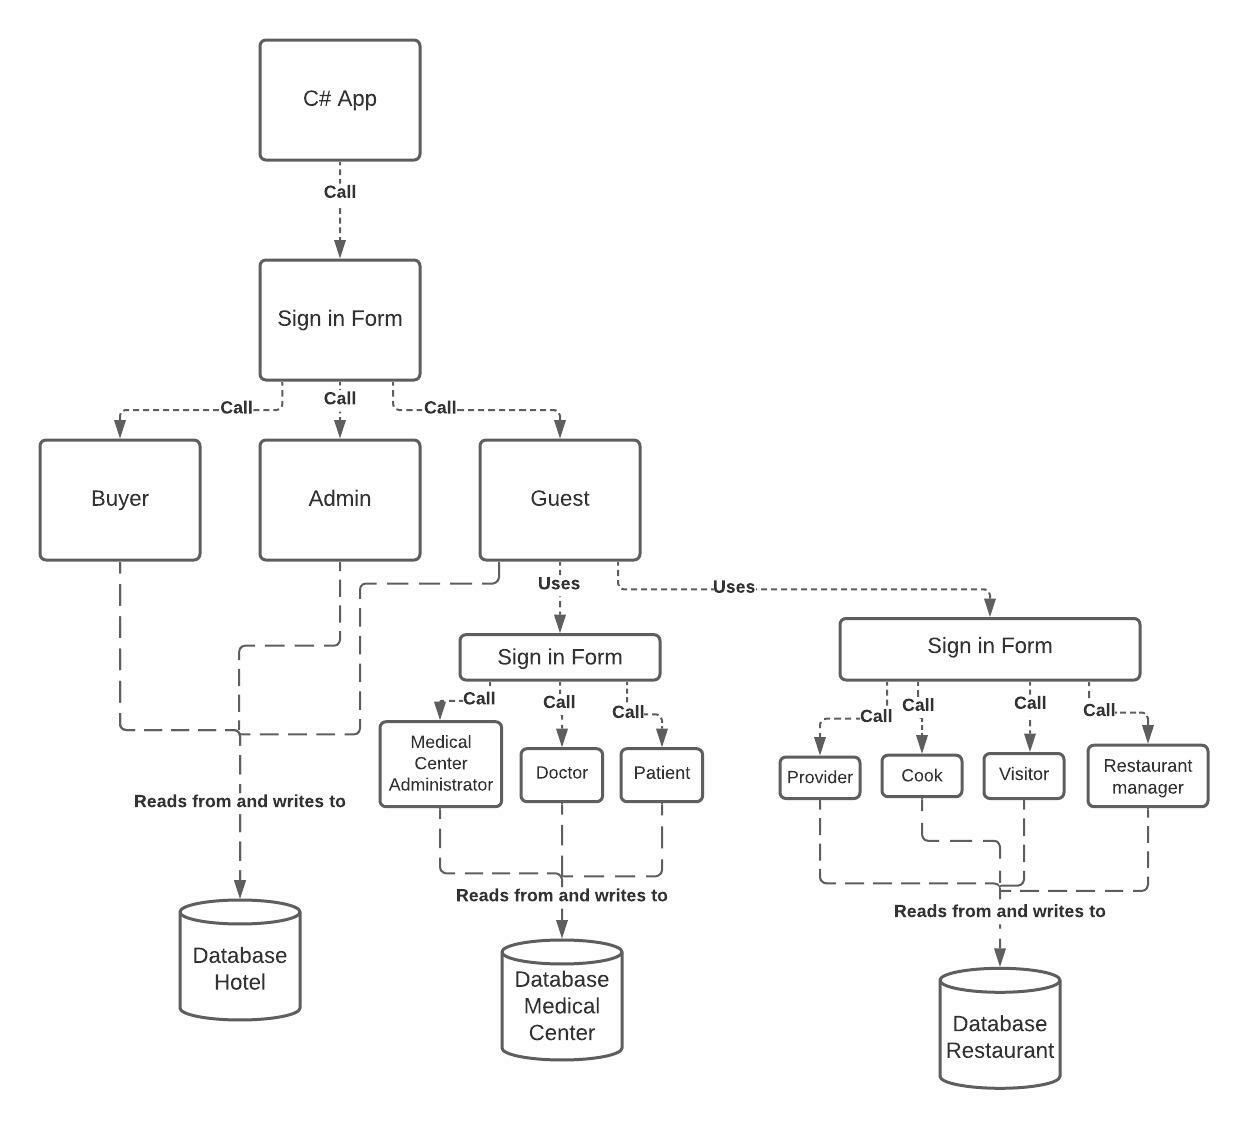 C# App
Call
Sign in Form
Call
Call
Call
Buyer
Admin
Guest
Uses
Uses
Sign in Form
Sign in Form
Call
Call
Call
Call
Call
Call
Call
Medical
Center
Administrator
Doctor
Patient
Provider
Cook
Visitor
Restaurant
manager
Reads from and writes to
Reads from and writes to
Reads from and writes to
Database
Hotel
Database
Medical
Center
Database
Restaurant